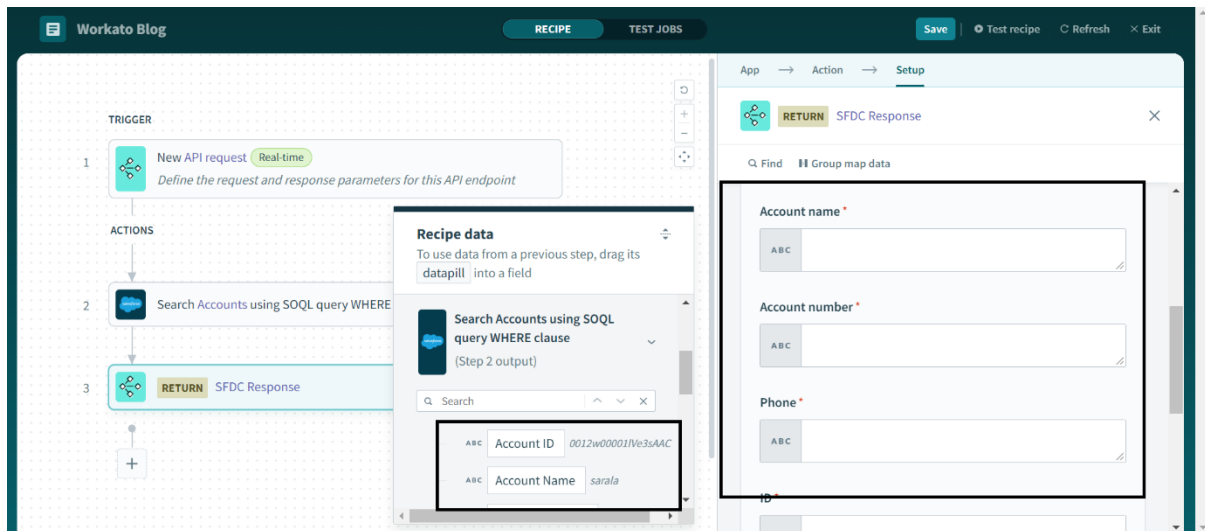 Workato Blog
RECIPE
TEST JOBS
Save
Test recipe
Refresh
Exit
TRIGGER
1
New API request Real-time
Define the request and response parameters for this API endpoint
ACTIONS
2
Search Accounts using SOQL query WHERE
3
RETURN SFDC Response
Recipe data
To use data from a previous step, drag its
datapill into a field
Search Accounts using SOQL
query WHERE clause
(Step 2 output)
Search
ABC Account ID 0012w00001lVe3sAAC
ABC Account Name sarala
App → Action → Setup
RETURN SFDC Response
Find
Group map data
Account name *
ABC
Account number *
ABC
Phone *
ABC
ID *